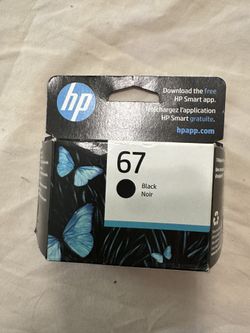 Download the free
HP Smart app.
Téléchargez l'application
HP Smart gratuite.
hpapp.com
hp
67
Black
Noir